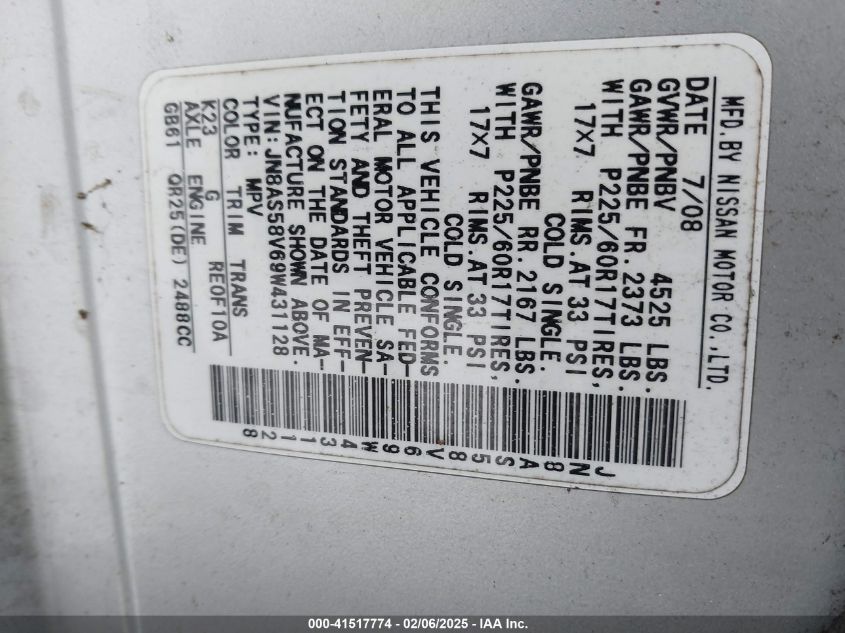 MFD.BY NISSAN MOTOR CO.,LTD.
DATE 7/08
GVWR/PNBV 4525 LBS.
GAWR/PNBE FR.2373 LBS.
WITH P225/60R17TIRES,
17X7 RIMS.AT 33 PSI
COLD SINGLE.
GAWR/PNBE RR.2167 LBS.
WITH P225/60R17TIRES,
17X7 RIMS.AT 33 PSI
COLD SINGLE.
THIS VEHICLE CONFORMS
TO ALL APPLICABLE FED-
ERAL MOTOR VEHICLE SA-
FETY AND THEFT PREVEN-
TION STANDARDS IN EFF-
ECT ON THE DATE OF MA-
NUFACTURE SHOWN ABOVE.
VIN:JN8AS58V69W431128
TYPE: MPV
COLOR TRIM TRANS
K23 G RE0F10A
AXLE ENGINE
GB61 QR25(DE) 2488CC
JN8AS58V69W431128
000-41517774 - 02/06/2025 - IAA Inc.